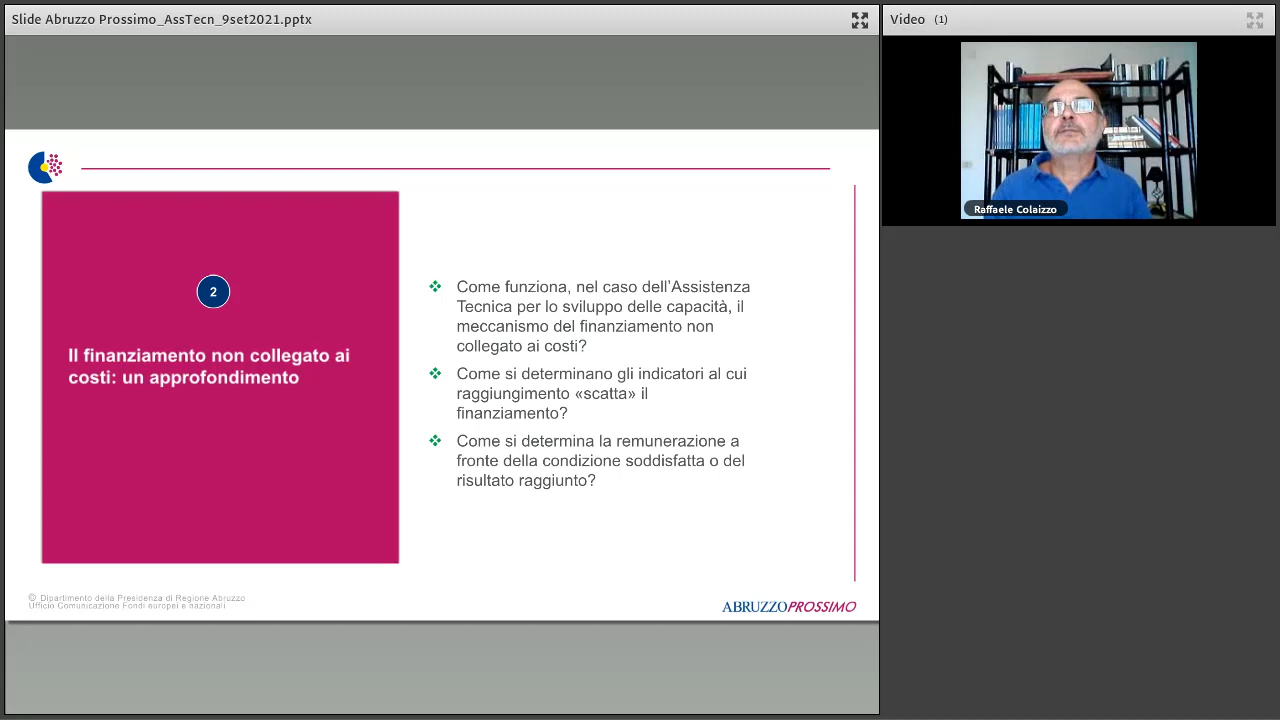 Slide Abruzzo Prossimo_AssTecn_9set2021.pptx
Video (1)
Raffaele Colaizzo
2
Il finanziamento non collegato ai
costi: un approfondimento
Come funziona, nel caso dell'Assistenza
Tecnica per lo sviluppo delle capacità, il
meccanismo del finanziamento non
collegato ai costi?
Come si determinano gli indicatori al cui
raggiungimento «scatta» il
finanziamento?
Come si determina la remunerazione a
fronte della condizione soddisfatta o del
risultato raggiunto?
© Dipartimento della Presidenza di Regione Abruzzo
Ufficio Comunicazione Fondi europei e nazionali
ABRUZZOPROSSIMO